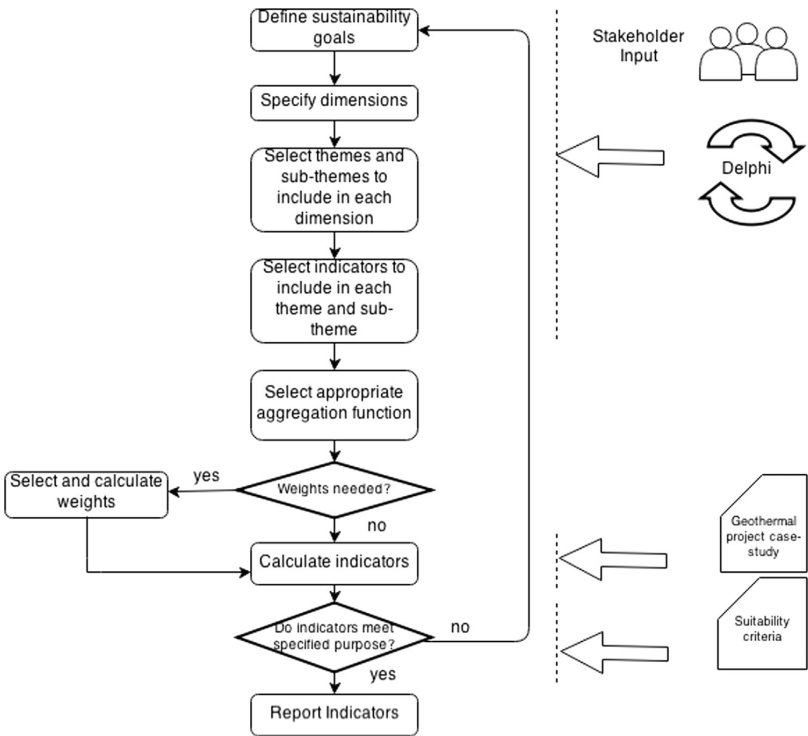 Define sustainability
goals
Stakeholder
Input
Specify dimensions
Select themes and
sub-themes to
include in each
dimension
Delphi
Select indicators to
include in each
theme and sub-
theme
Select appropriate
aggregation function
Select and calculate
weights
yes
Weights needed?
no
Geothermal
project case-
study
Calculate indicators
Do indicators meet
specified purpose?
no
Suitability
criteria
yes
Report Indicators